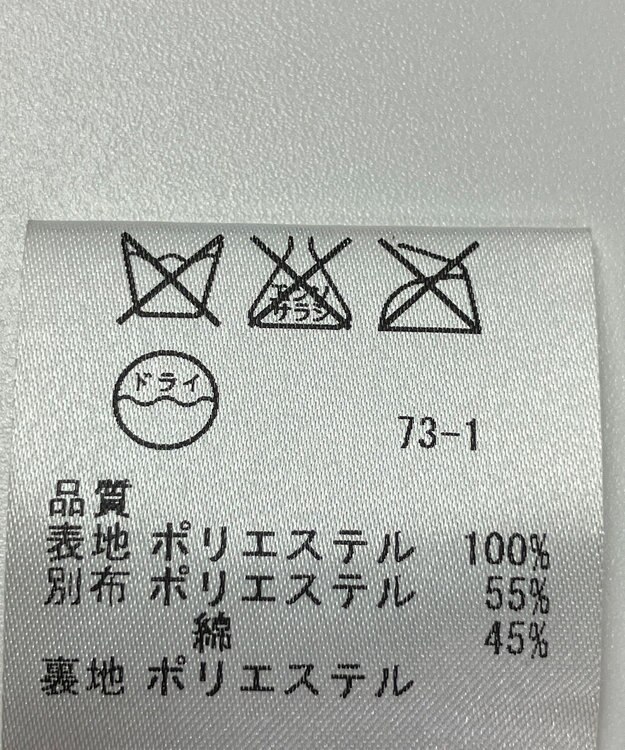 エンソ
サラシ
ドライ
73-1
品質
表地 ポリエステル 100%
別布 ポリエステル 55%
綿 45%
裏地 ポリエステル